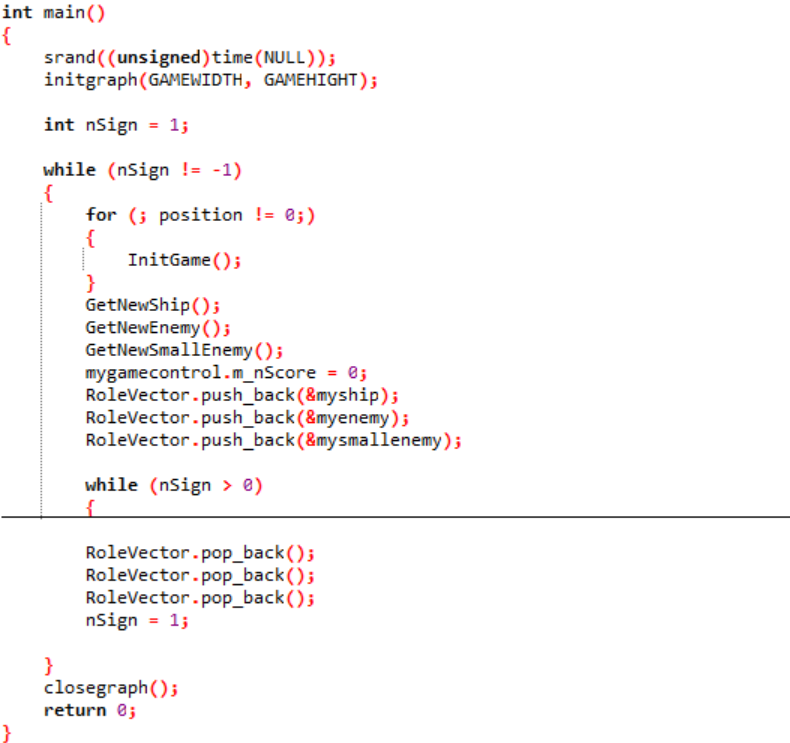 int main()
{
    srand((unsigned)time(NULL));
    initgraph(GAMEWIDTH, GAMEHIGHT);

    int nSign = 1;

    while (nSign != -1)
    {
        for (; position != 0;)
        {
            InitGame();
        }
        GetNewShip();
        GetNewEnemy();
        GetNewSmallEnemy();
        mygamecontrol.m_nScore = 0;
        RoleVector.push_back(&myship);
        RoleVector.push_back(&myenemy);
        RoleVector.push_back(&mysmallenemy);

        while (nSign > 0)
        {

        RoleVector.pop_back();
        RoleVector.pop_back();
        RoleVector.pop_back();
        nSign = 1;

    }
    closegraph();
    return 0;
}